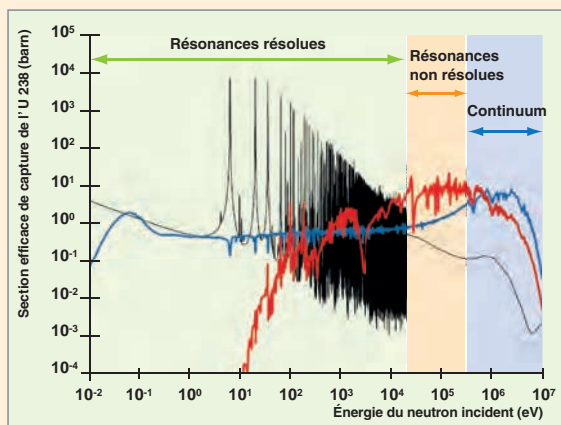 Section efficace de capture de l' U 238 (barn)
10⁵
10⁴
10³
10²
10¹
10⁰
10⁻¹
10⁻²
10⁻³
10⁻⁴
Résonances résolues
Résonances
non résolues
Continuum
10⁻² 10⁻¹ 10⁰ 10¹ 10² 10³ 10⁴ 10⁵ 10⁶ 10⁷
Énergie du neutron incident (eV)